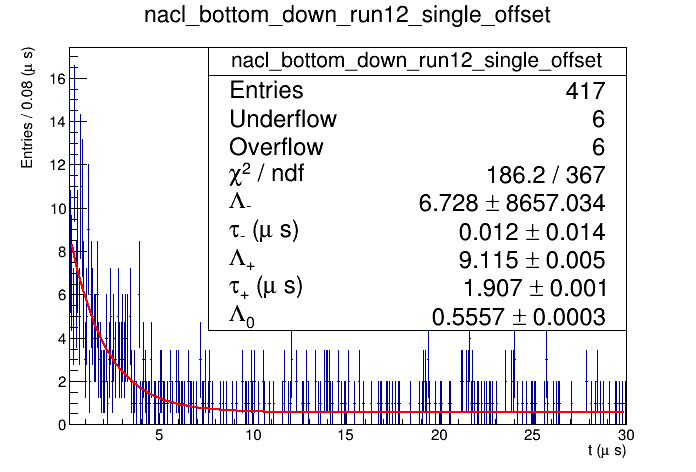 nacl_bottom_down_run12_single_offset
Entries / 0.08 (μ s)
nacl_bottom_down_run12_single_offset
Entries 417
Underflow 6
Overflow 6
χ² / ndf 186.2 / 367
Λ₋ 6.728 ± 8657.034
τ₋ (μ s) 0.012 ± 0.014
Λ₊ 9.115 ± 0.005
τ₊ (μ s) 1.907 ± 0.001
Λ₀ 0.5557 ± 0.0003
16
14
12
10
8
6
4
2
0
5 10 15 20 25 30
t (μ s)